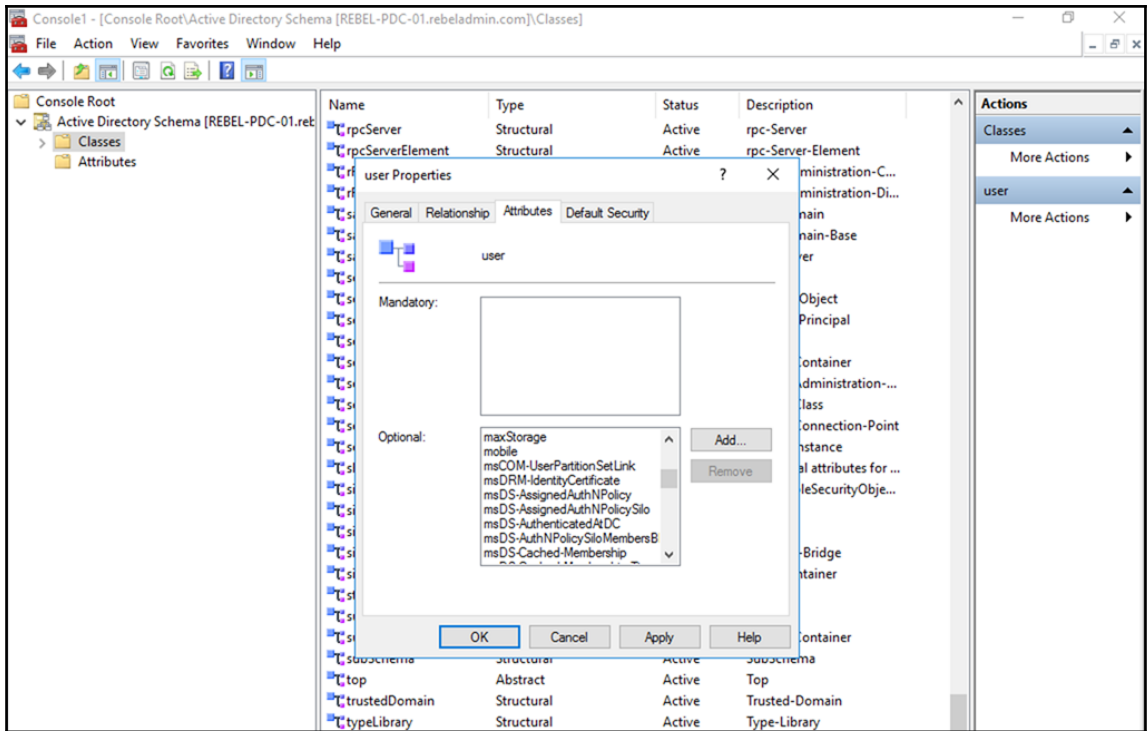 Console1 - [Console Root\Active Directory Schema [REBEL-PDC-01.rebeladmin.com]\Classes]
File Action View Favorites Window Help
Console Root
Active Directory Schema [REBEL-PDC-01.reb
Classes
Attributes
Name Type Status Description
rpcServer Structural Active rpc-Server
rpcServerElement Structural Active rpc-Server-Element
ministration-C...
ministration-Di...
main
main-Base
ver
Object
Principal
Container
Administration-...
Class
Connection-Point
nstance
al attributes for ...
leSecurityObje...
-Bridge
ntainer
Container
subSchema Structural Active SubSchema
top Abstract Active Top
trustedDomain Structural Active Trusted-Domain
typeLibrary Structural Active Type-Library
user Properties ? ×
General Relationship Attributes Default Security
user
Mandatory:
Optional:
maxStorage
mobile
msCOM-UserPartitionSetLink
msDRM-IdentityCertificate
msDS-AssignedAuthNPolicy
msDS-AssignedAuthNPolicySilo
msDS-AuthenticatedAtDC
msDS-AuthNPolicySiloMembersB
msDS-Cached-Membership
Add...
Remove
OK Cancel Apply Help
Actions
Classes
More Actions
user
More Actions